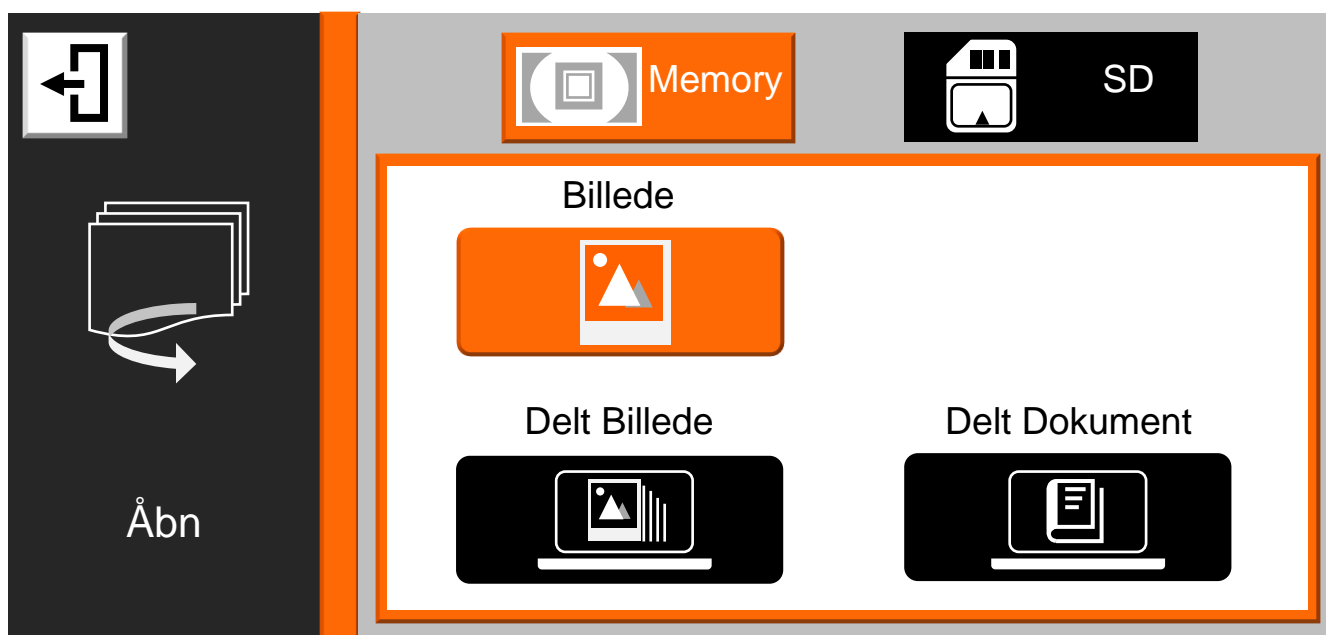 Memory
SD
Billede
Delt Billede
Delt Dokument
Åbn